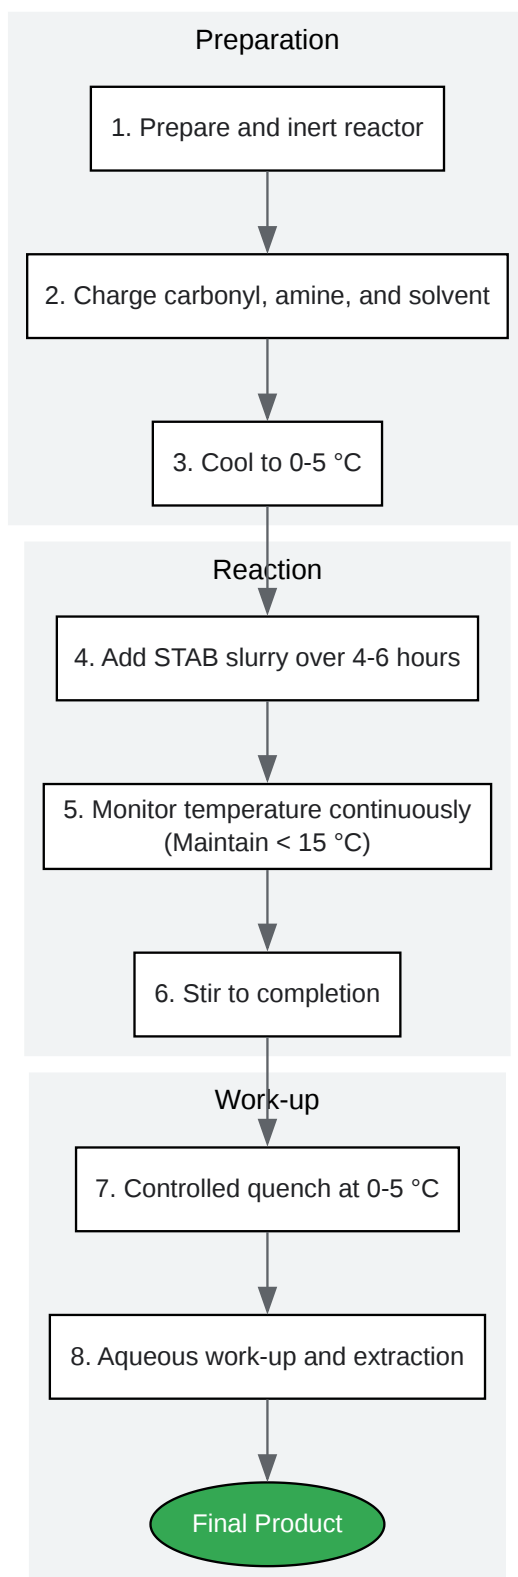 Preparation
1. Prepare and inert reactor
2. Charge carbonyl, amine, and solvent
3. Cool to 0-5 °C
Reaction
4. Add STAB slurry over 4-6 hours
5. Monitor temperature continuously
(Maintain < 15 °C)
6. Stir to completion
Work-up
7. Controlled quench at 0-5 °C
8. Aqueous work-up and extraction
Final Product